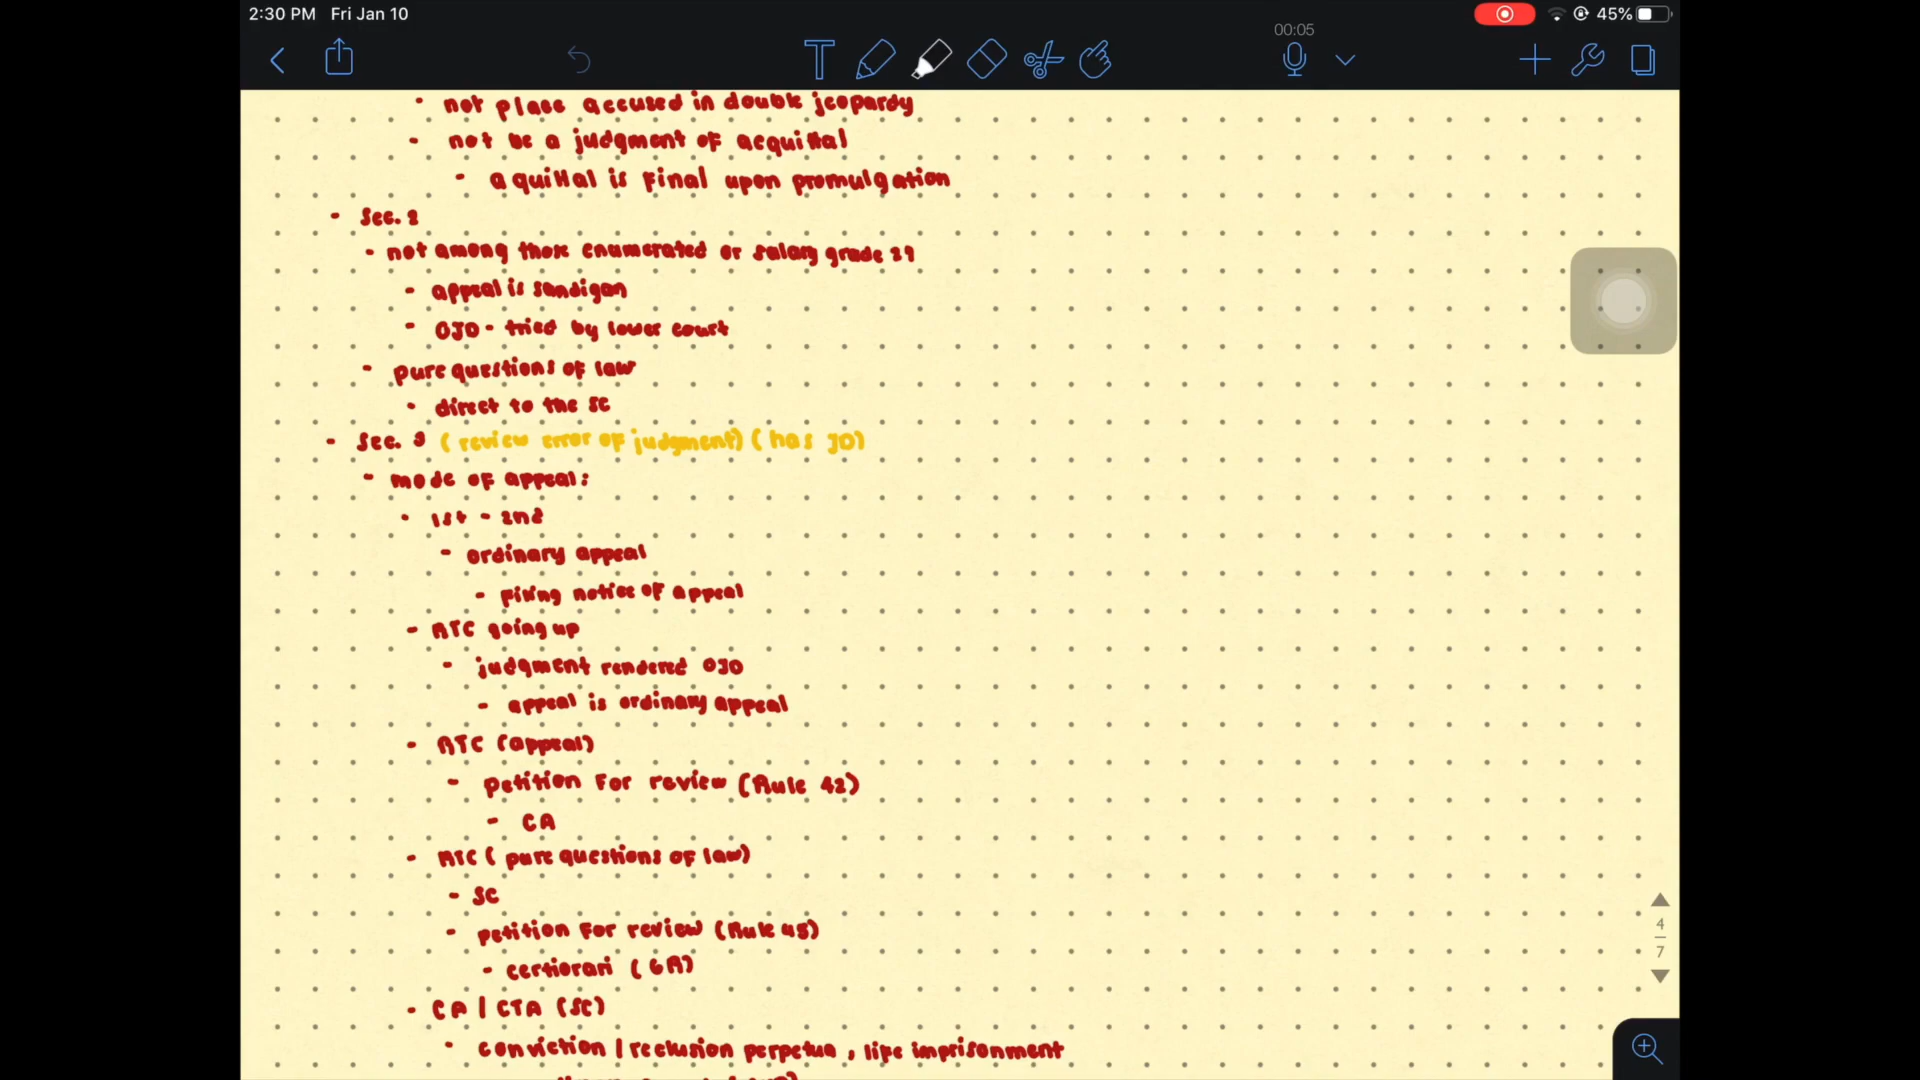 2:30 PM Fri Jan 10
45%
00:05
- not place accused in double jeopardy
- not be a judgment of acquittal
- aquittal is final upon promulgation
- Sec. 2
- not among those enumerated or salary grade 27
- appeal is sandigan
- OJD - tried by lower court
- pure questions of law
- direct to the SC
- Sec. 3 (review error of judgment) (has JD)
- mode of appeal:
- 1st - 2nd
- ordinary appeal
- filing notice of appeal
- RTC going up
- judgment rendered OJD
- appeal is ordinary appeal
- RTC (appeal)
- petition for review (Rule 42)
- CA
- RTC (pure questions of law)
- SC
- petition for review (Rule 45)
- certiorari (GA)
- CA | CTA (SC)
- conviction | reclusion perpetua, life imprisonment
4
7